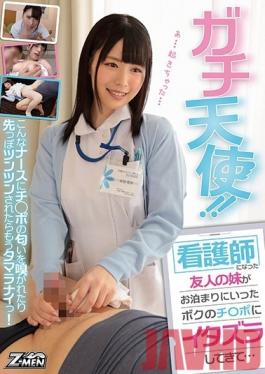 ガチ天使!!
あ…起きちゃった…
こんなナースにチ〇ポの匂いを嗅がれたり
先っぽツンツンされたらもうタマラナイっ!
看護師になった
友人の妹が
お泊まりにいった
ボクのチ〇ポに
イタズラ
してきて…
Z-MEN